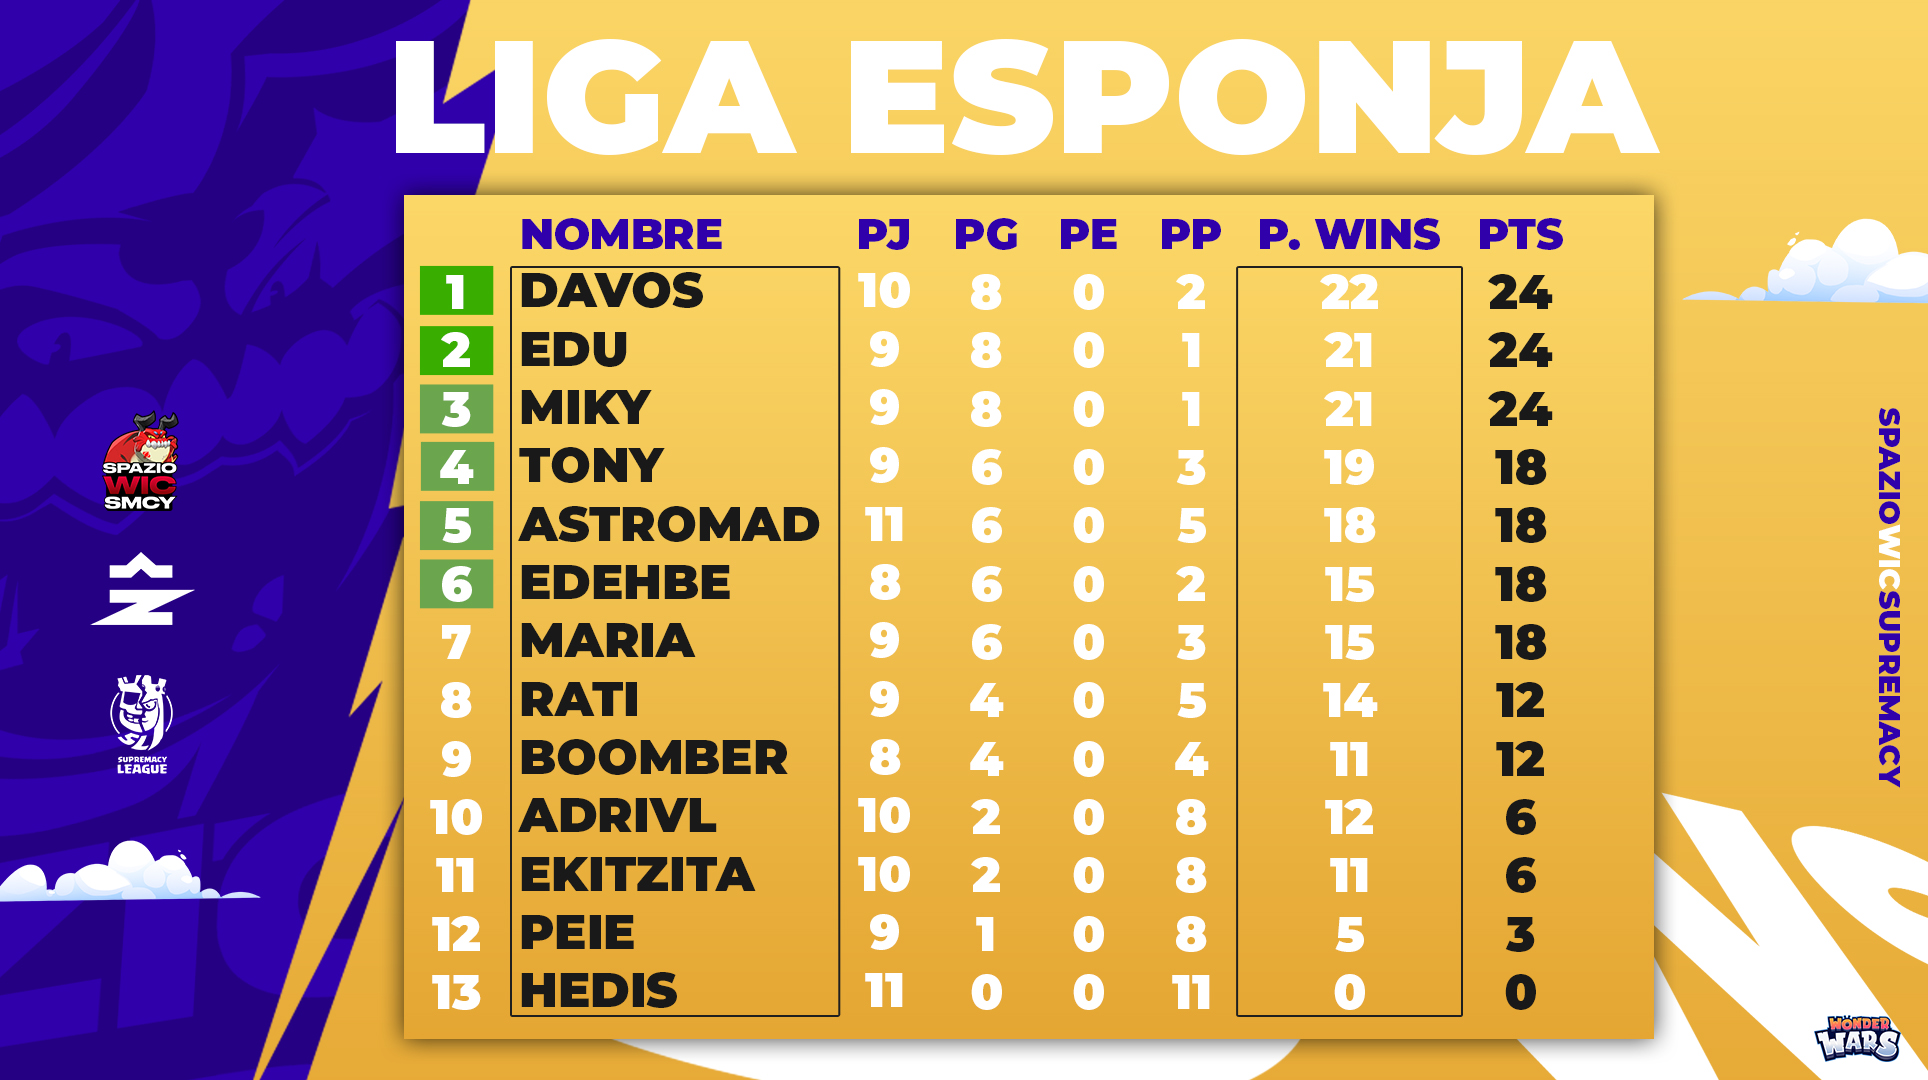 LIGA ESPONJA
NOMBRE PJ PG PE PP P. WINS PTS
1 DAVOS 10 8 0 2 22 24
2 EDU 9 8 0 1 21 24
3 MIKY 9 8 0 1 21 24
4 TONY 9 6 0 3 19 18
5 ASTROMAD 11 6 0 5 18 18
6 EDEHBE 8 6 0 2 15 18
7 MARIA 9 6 0 3 15 18
8 RATI 9 4 0 5 14 12
9 BOOMBER 8 4 0 4 11 12
10 ADRIVL 10 2 0 8 12 6
11 EKITZITA 10 2 0 8 11 6
12 PEIE 9 1 0 8 5 3
13 HEDIS 11 0 0 11 0 0
SPAZIO
WIC
SMCY
SL
SUPREMACY
LEAGUE
SPAZIOWICSUPREMACY
WONDER
WARS